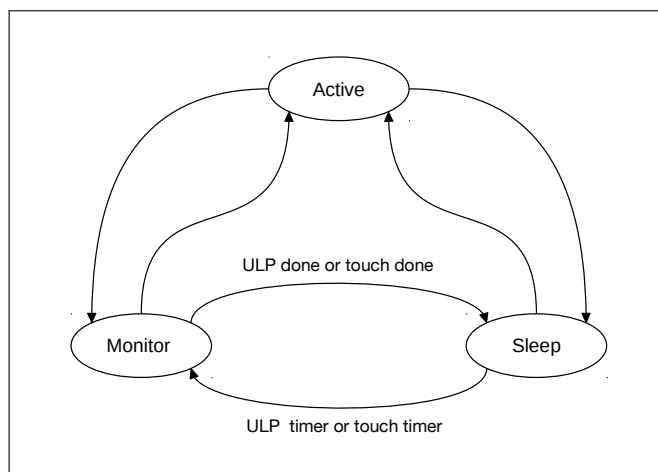 Active
ULP done or touch done
Monitor
Sleep
ULP timer or touch timer